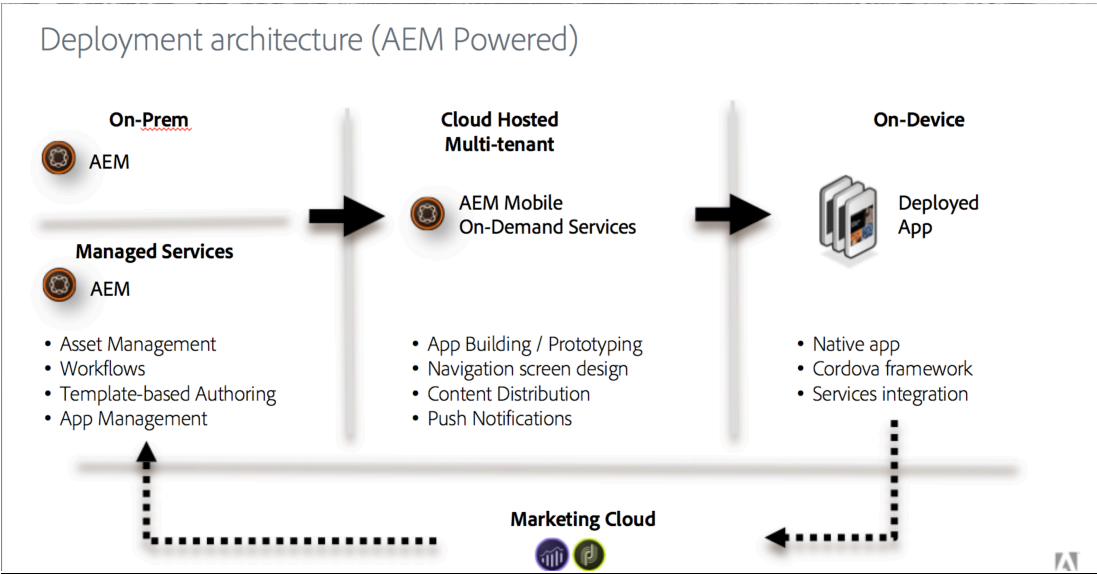 Deployment architecture (AEM Powered)
On-Prem
AEM
Managed Services
AEM
• Asset Management
• Workflows
• Template-based Authoring
• App Management
Cloud Hosted
Multi-tenant
AEM Mobile
On-Demand Services
• App Building / Prototyping
• Navigation screen design
• Content Distribution
• Push Notifications
On-Device
Deployed
App
• Native app
• Cordova framework
• Services integration
Marketing Cloud